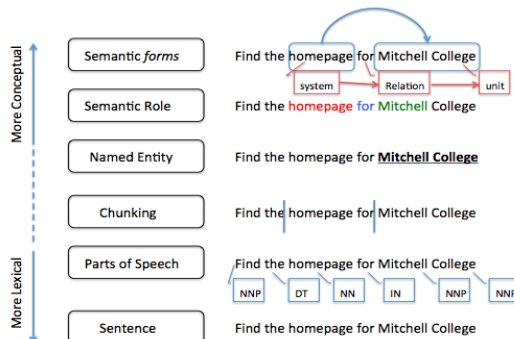 More Conceptual
More Lexical
Semantic forms
Find the homepage for Mitchell College
system
Relation
unit
Semantic Role
Find the homepage for Mitchell College
Named Entity
Find the homepage for Mitchell College
Chunking
Find the homepage for Mitchell College
Parts of Speech
Find the homepage for Mitchell College
NNP
DT
NN
IN
NNP
NNP
Sentence
Find the homepage for Mitchell College